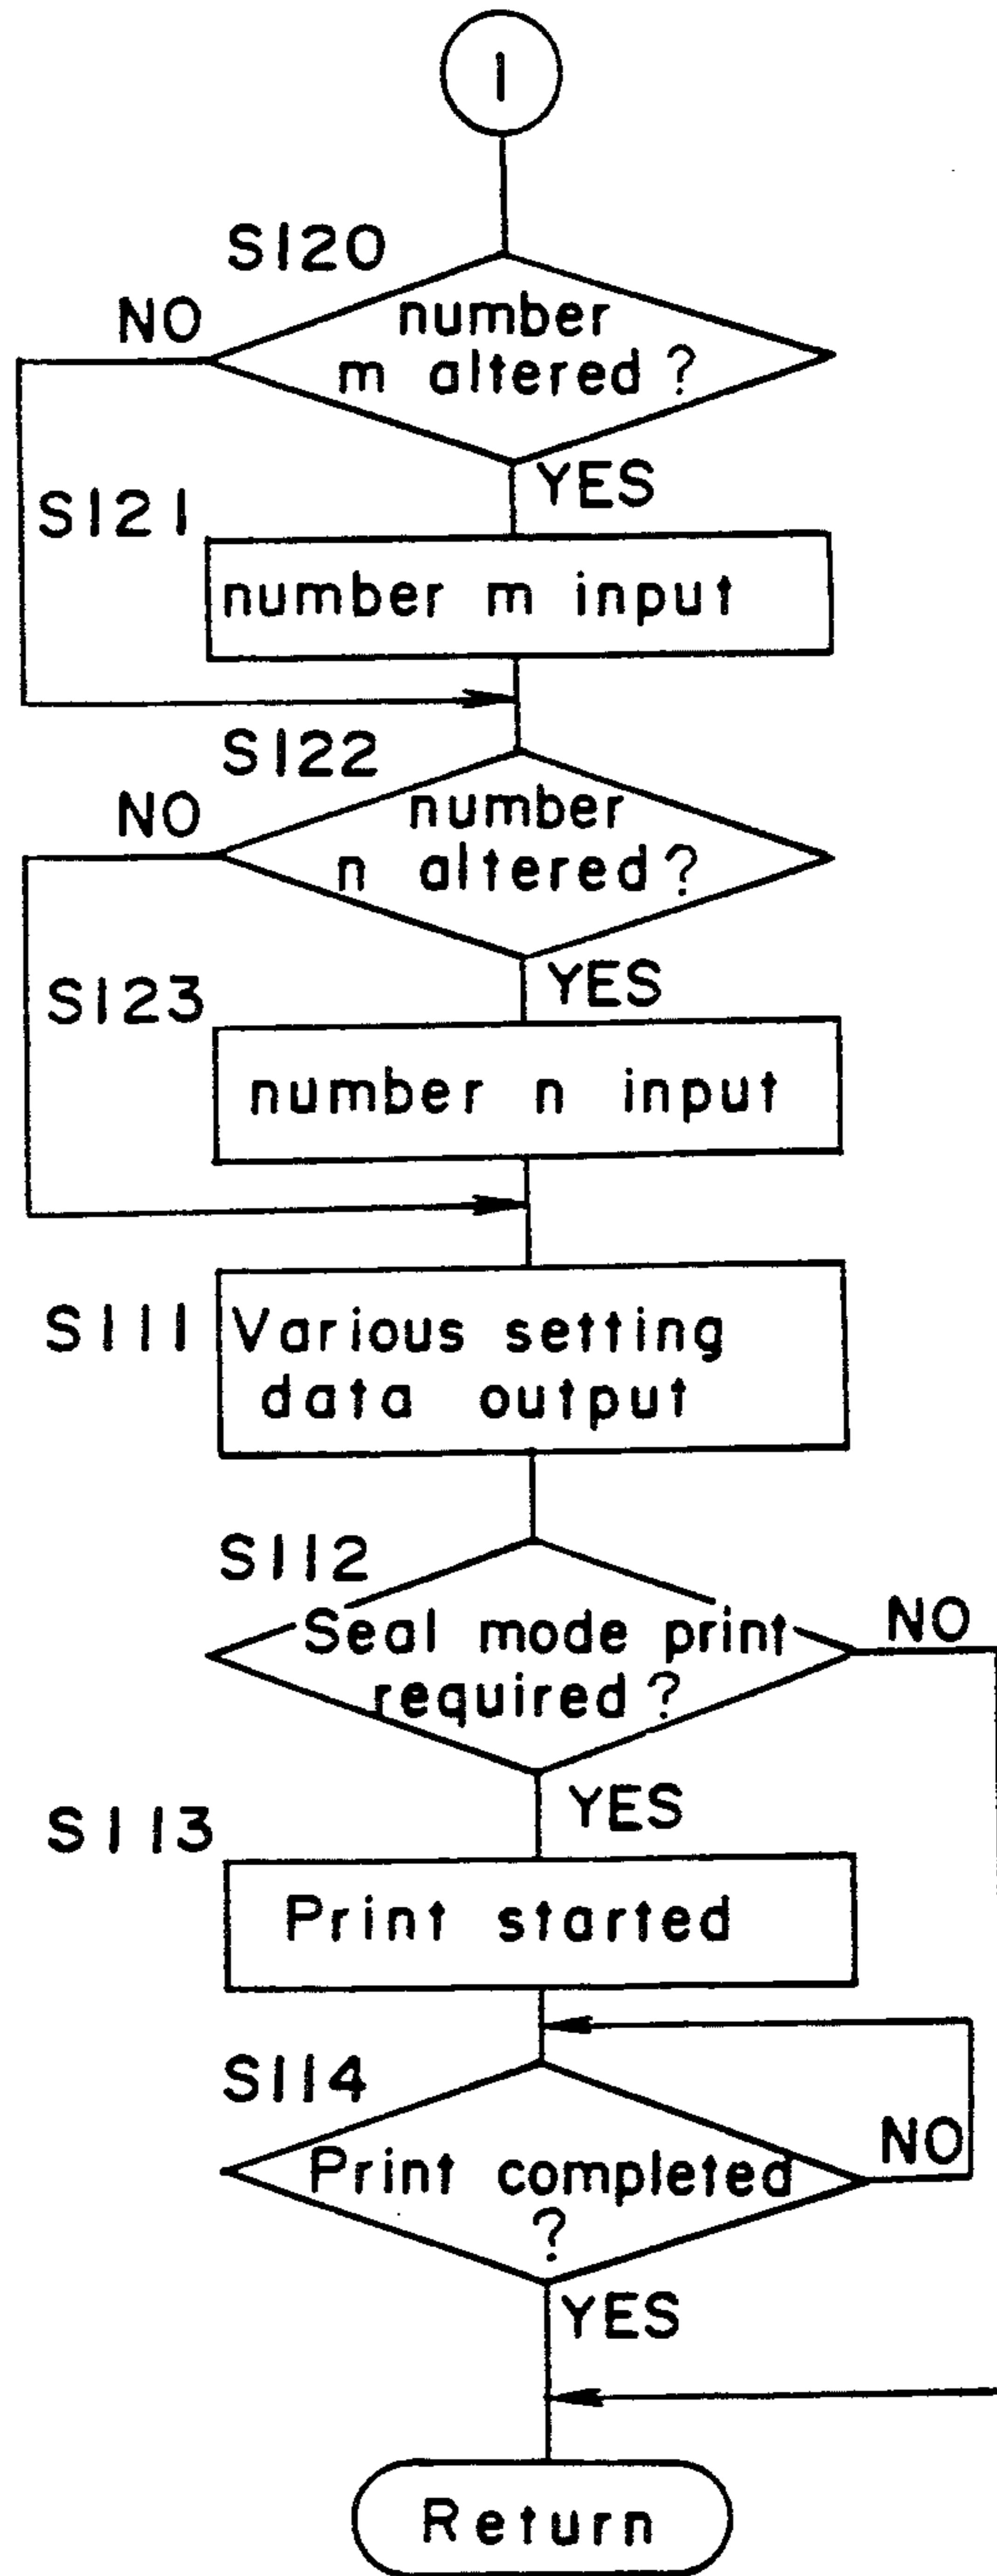 1
S120
NO
number
m altered ?
YES
S121
number m input
S122
NO
number
n altered ?
YES
S123
number n input
S111
Various setting
data output
S112
Seal mode print
required ?
NO
YES
S113
Print started
S114
Print completed
?
NO
YES
Return